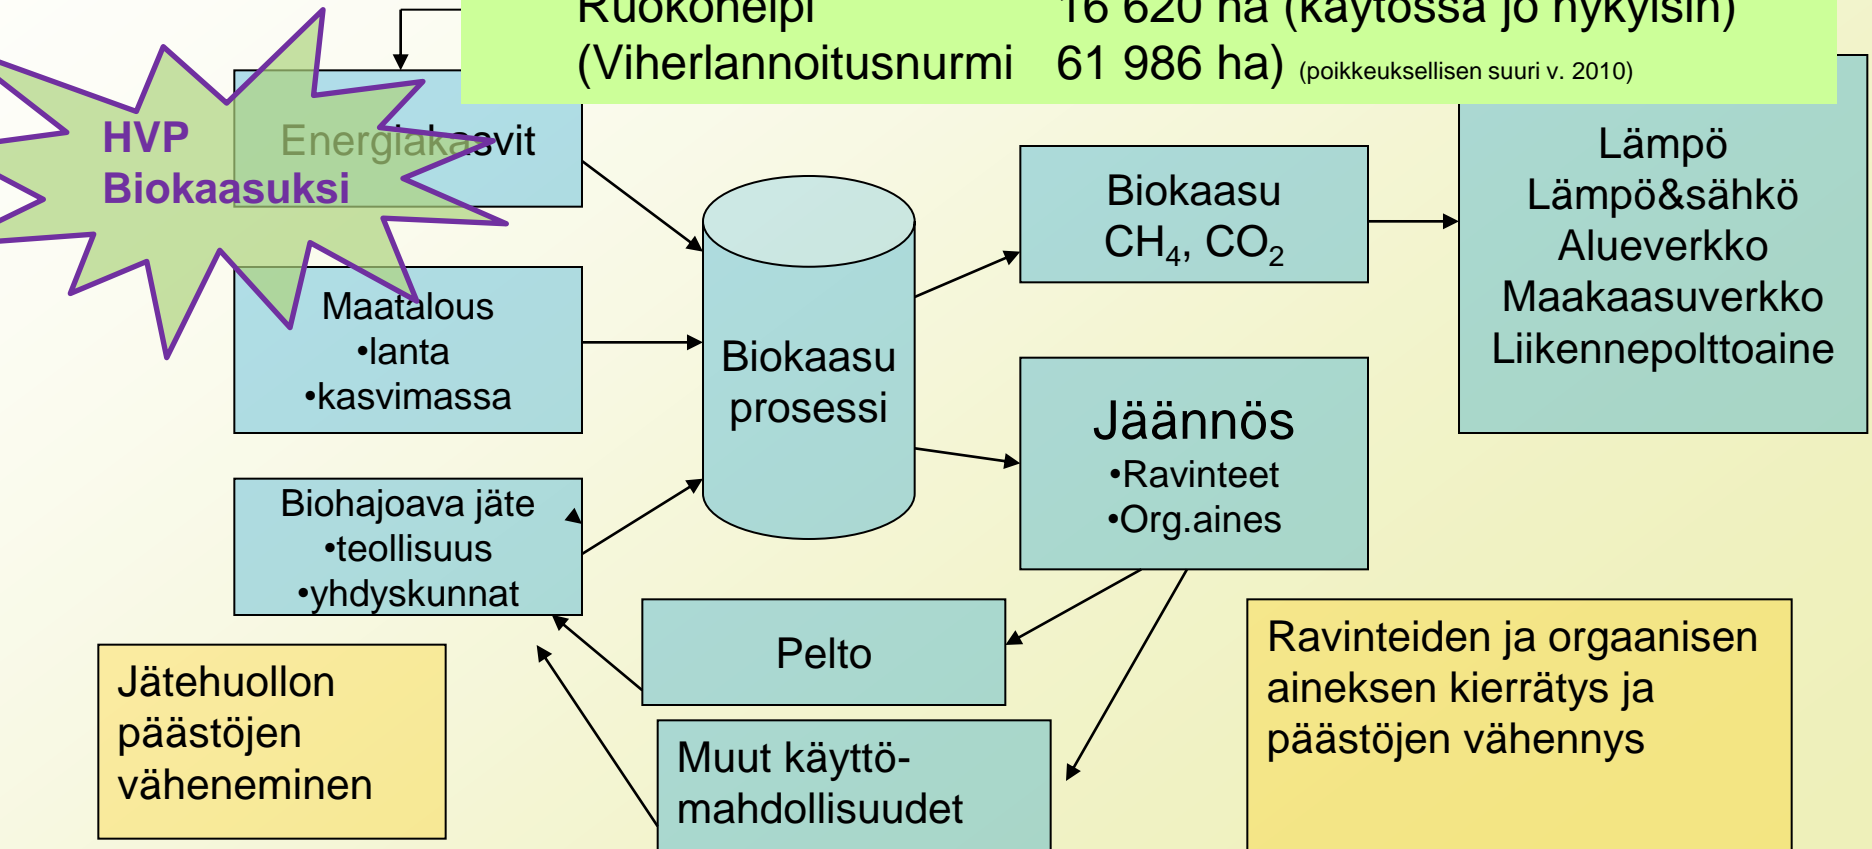 Ruokohelpi 16 620 ha (käytössä jo nykyisin)
(Viherlannoitusnurmi 61 986 ha) (poikkeuksellisen suuri v. 2010)
HVP
Biokaasuksi
Energiakasvit
Maatalous
•lanta
•kasvimassa
Biohajoava jäte
•teollisuus
•yhdyskunnat
Biokaasu
prosessi
Biokaasu
CH₄, CO₂
Lämpö
Lämpö&sähkö
Alueverkko
Maakaasuverkko
Liikennepolttoaine
Jäännös
•Ravinteet
•Org.aines
Pelto
Muut käyttö-
mahdollisuudet
Jätehuollon
päästöjen
väheneminen
Ravinteiden ja orgaanisen
aineksen kierrätys ja
päästöjen vähennys